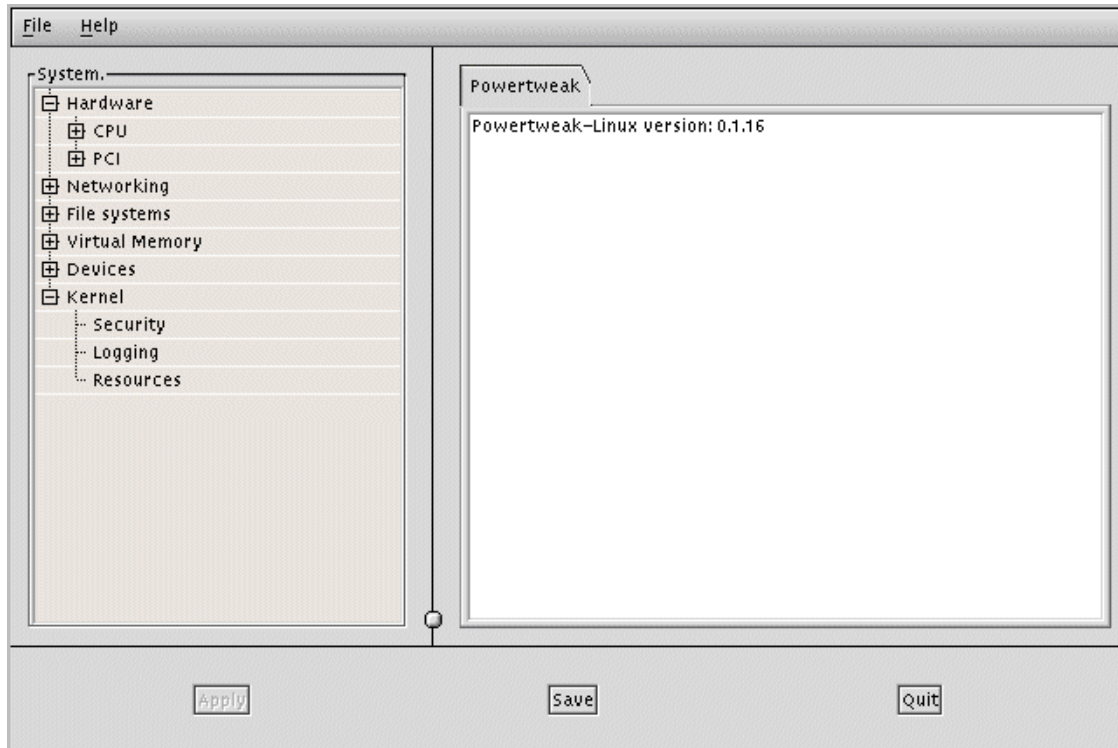 File Help
System.
Hardware
CPU
PCI
Networking
File systems
Virtual Memory
Devices
Kernel
Security
Logging
Resources
Powertweak
Powertweak-Linux version: 0.1.16
Apply Save Quit